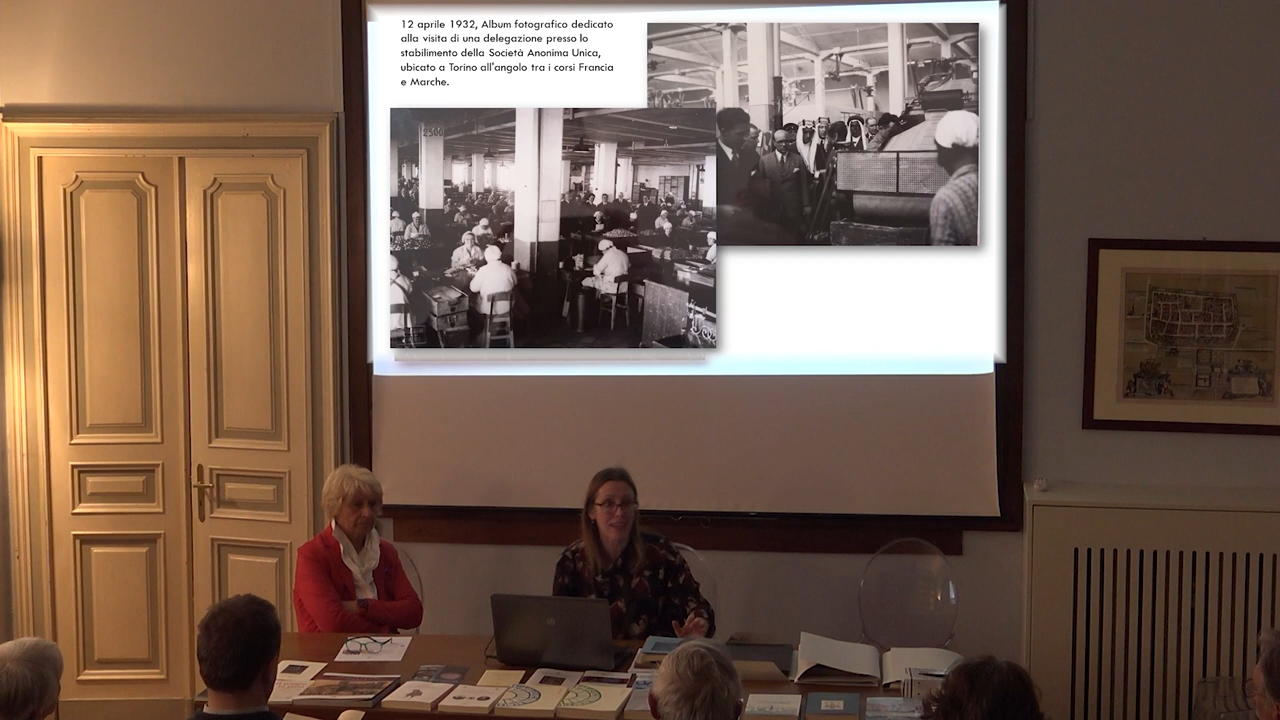 12 aprile 1932, Album fotografico dedicato
alla visita di una delegazione presso lo
stabilimento della Società Anonima Unica,
ubicato a Torino all'angolo tra i corsi Francia
e Marche.
2500